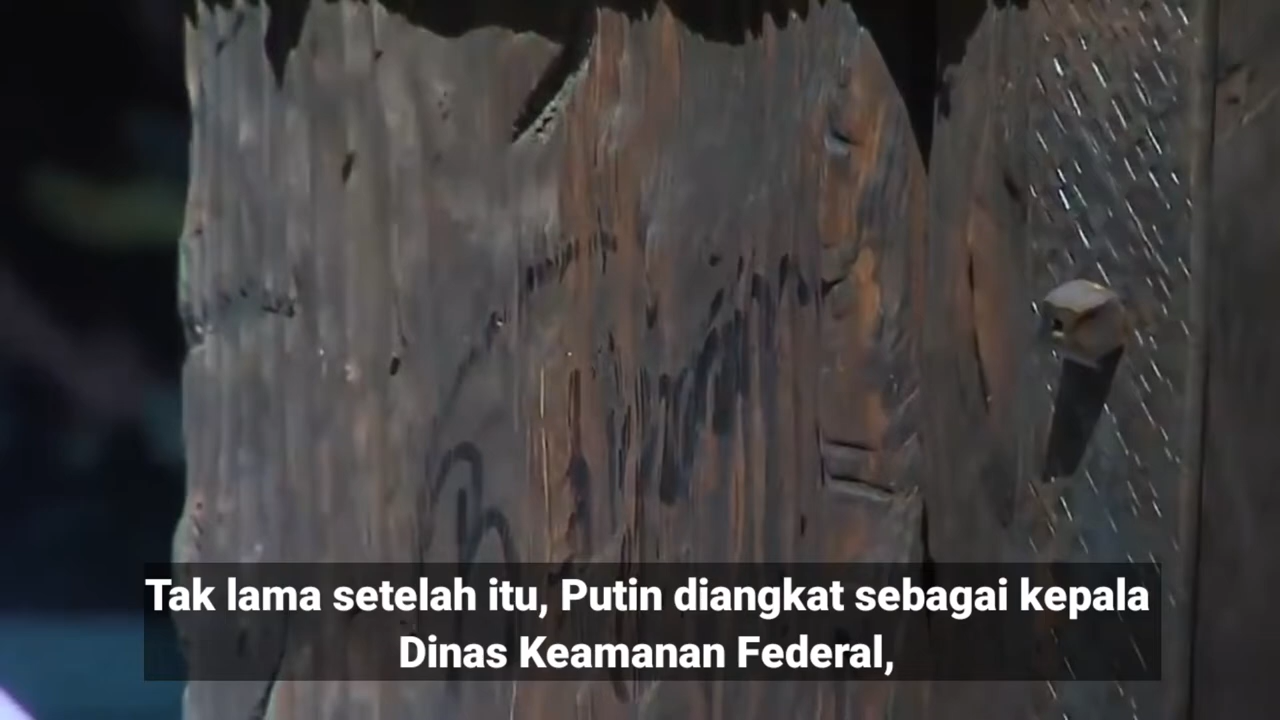 Tak lama setelah itu, Putin diangkat sebagai kepala
Dinas Keamanan Federal,